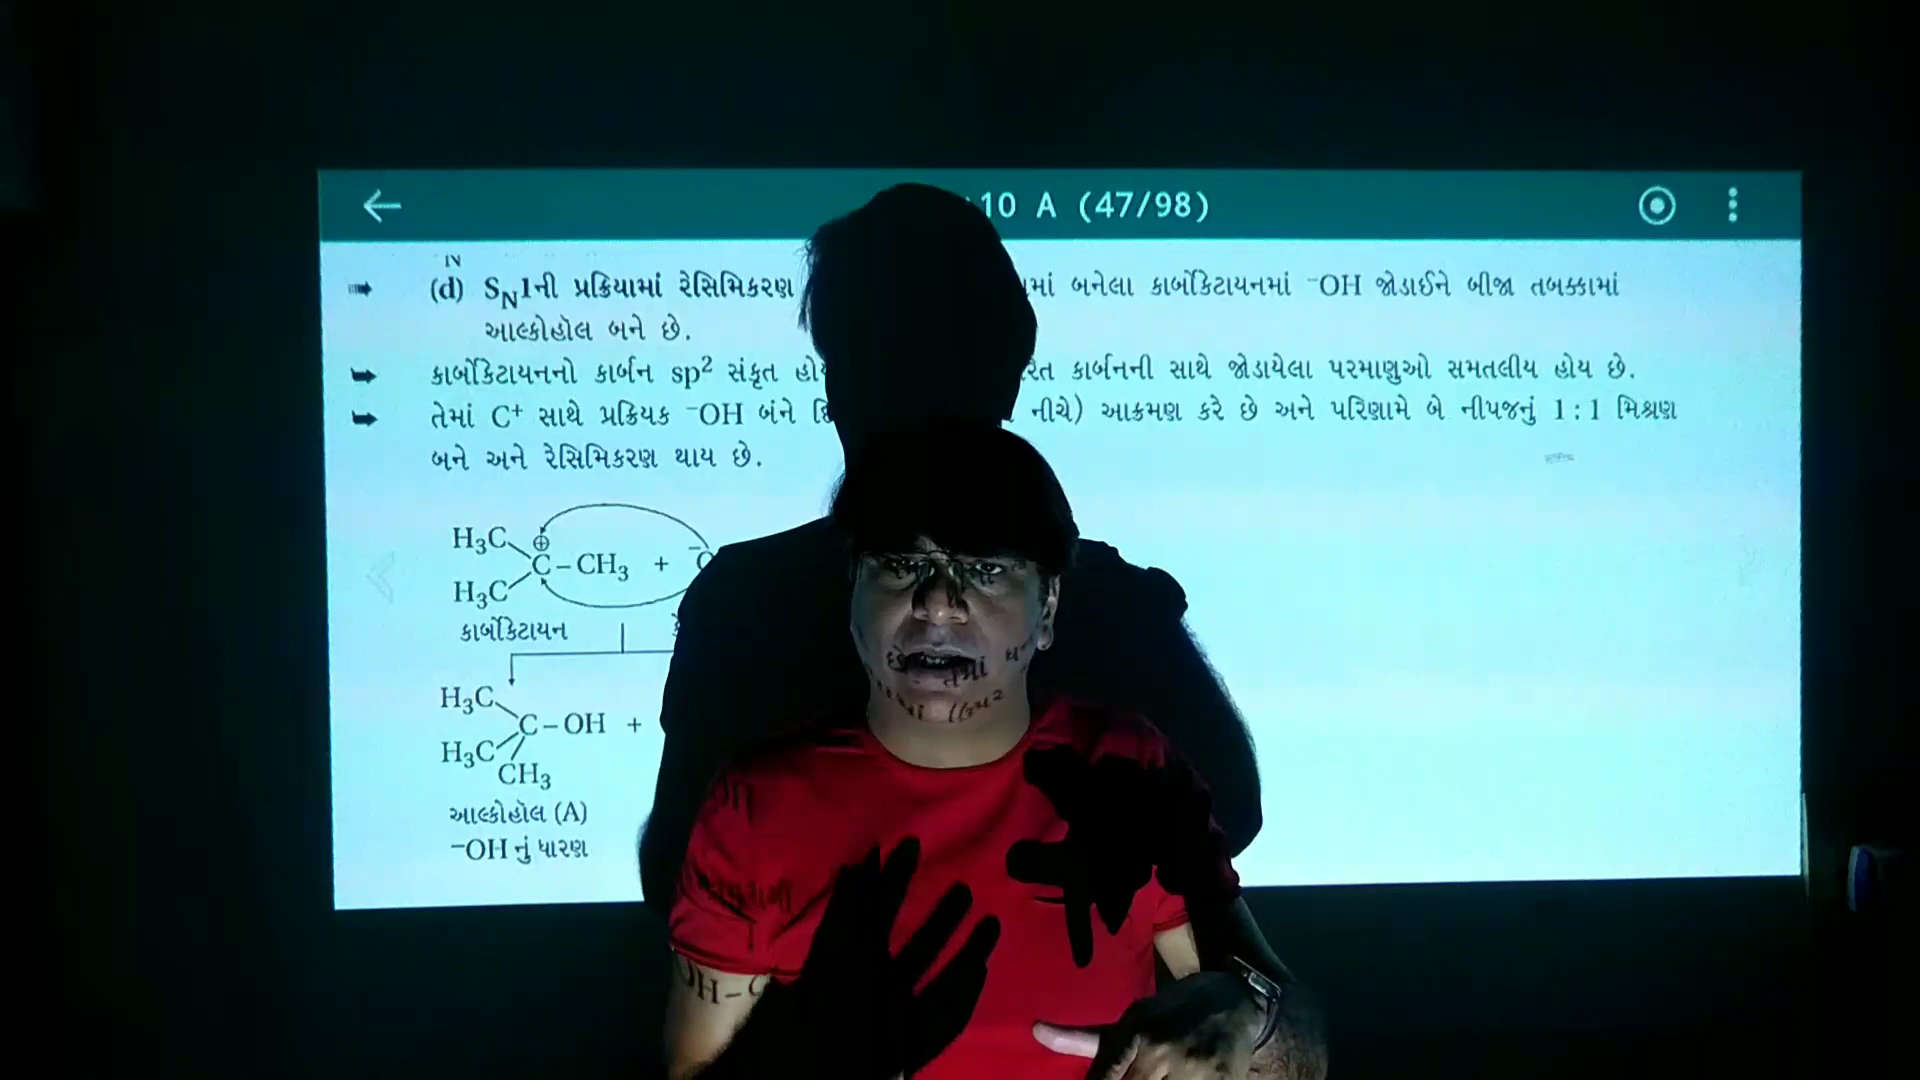 10 A (47/98)
(d) SN1ની પ્રક્રિયામાં રેસિમિકરણ બનેલા કાર્બોકેટાયનમાં ⁻OH જોડાઈને બીજા તબક્કામાં
આલ્કોહૉલ બને છે.
કાર્બોકેટાયનનો કાર્બન sp² સંકૃત કાર્બનની સાથે જોડાયેલા પરમાણુઓ સમતલીય હોય છે.
તેમાં C⁺ સાથે પ્રક્રિયક ⁻OH બંને નીચે) આક્રમણ કરે છે અને પરિણામે બે નીપજનું 1 : 1 મિશ્રણ
બને અને રેસિમિકરણ થાય છે.
H₃C
⊕
C – CH₃ +
H₃C
કાર્બોકેટાયન
H₃C
C – OH +
H₃C
CH₃
આલ્કોહૉલ (A)
⁻OH નું ધારણ